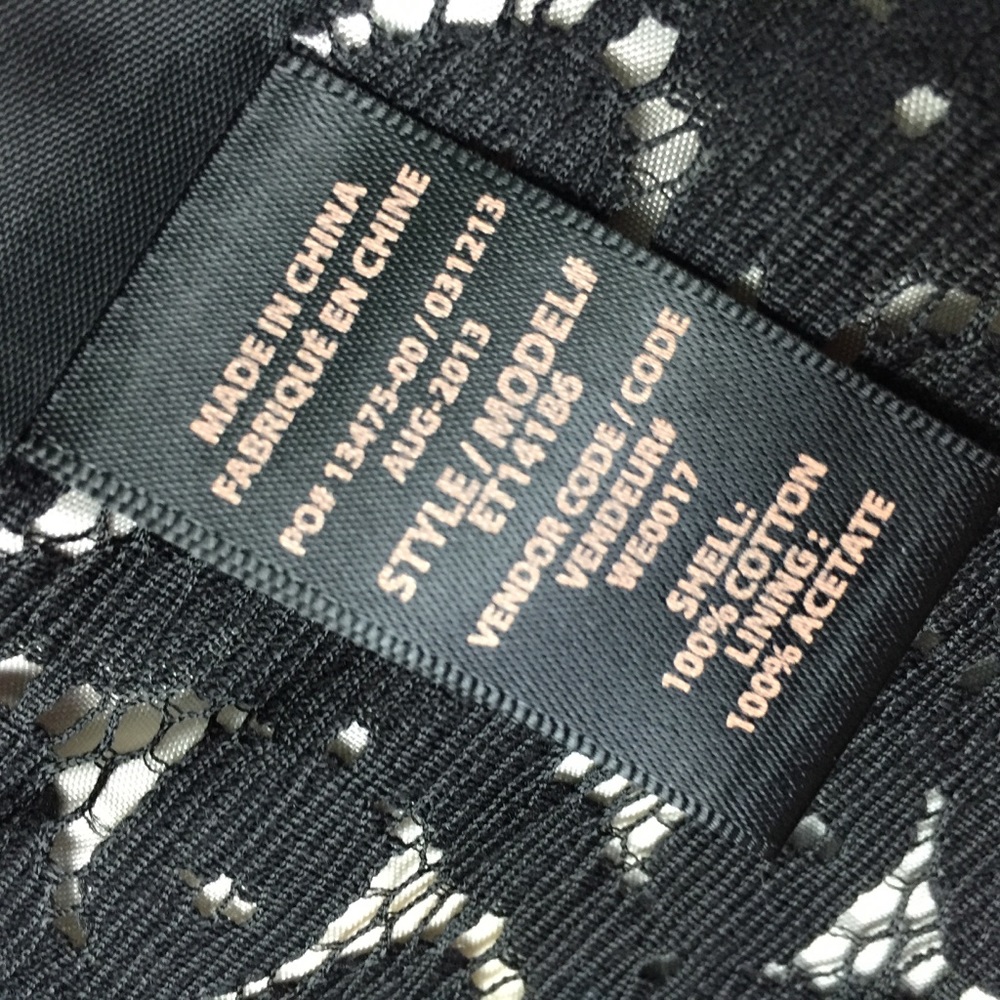 MADE IN CHINA
FABRIQUÉ EN CHINE
PO# 13475-00 / 031213
AUG-2013
STYLE / MODEL#
ET141B6
VENDOR CODE / CODE
VENDEUR#
WE0017
SHELL:
100% COTTON
LINING :
100% ACETATE